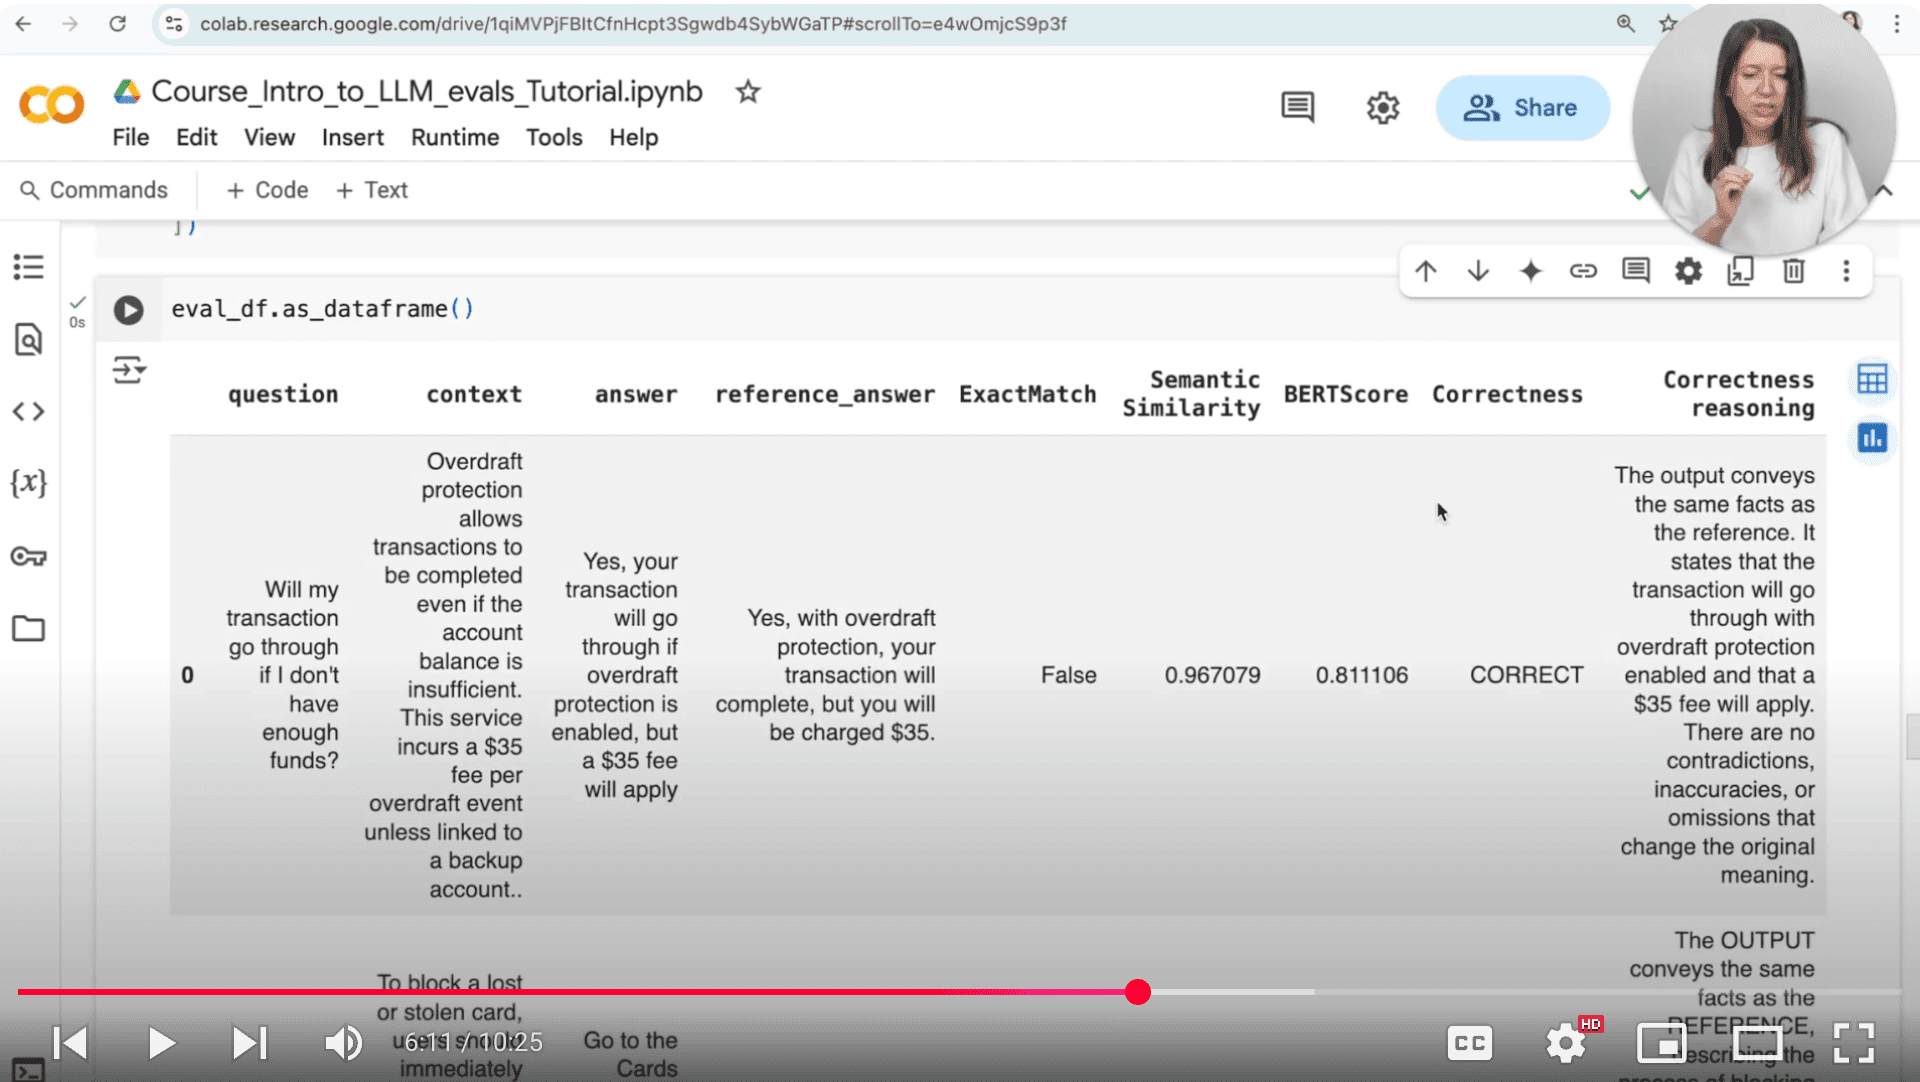 colab.research.google.com/drive/1qiMVPjFBItCfnHcpt3Sgwdb4SybWGaTP#scrollTo=e4wOmjcS9p3f
CO
Course_Intro_to_LLM_evals_Tutorial.ipynb
File Edit View Insert Runtime Tools Help
Share
Commands + Code + Text
])
0s
eval_df.as_dataframe()
question context answer reference_answer ExactMatch Semantic Similarity BERTScore Correctness Correctness reasoning
0
Will my
transaction
go through
if I don't
have
enough
funds?
Overdraft
protection
allows
transactions to
be completed
even if the
account
balance is
insufficient.
This service
incurs a $35
fee per
overdraft event
unless linked to
a backup
account..
Yes, your
transaction
will go
through if
overdraft
protection is
enabled, but
a $35 fee
will apply
Yes, with overdraft
protection, your
transaction will
complete, but you will
be charged $35.
False
0.967079
0.811106
CORRECT
The output conveys
the same facts as
the reference. It
states that the
transaction will go
through with
overdraft protection
enabled and that a
$35 fee will apply.
There are no
contradictions,
inaccuracies, or
omissions that
change the original
meaning.
To block a lost
or stolen card,
users should
immediately
Go to the
Cards
The OUTPUT
conveys the same
facts as the
REFERENCE,
describing the
process of blocking
6:11 / 10:25
CC
HD